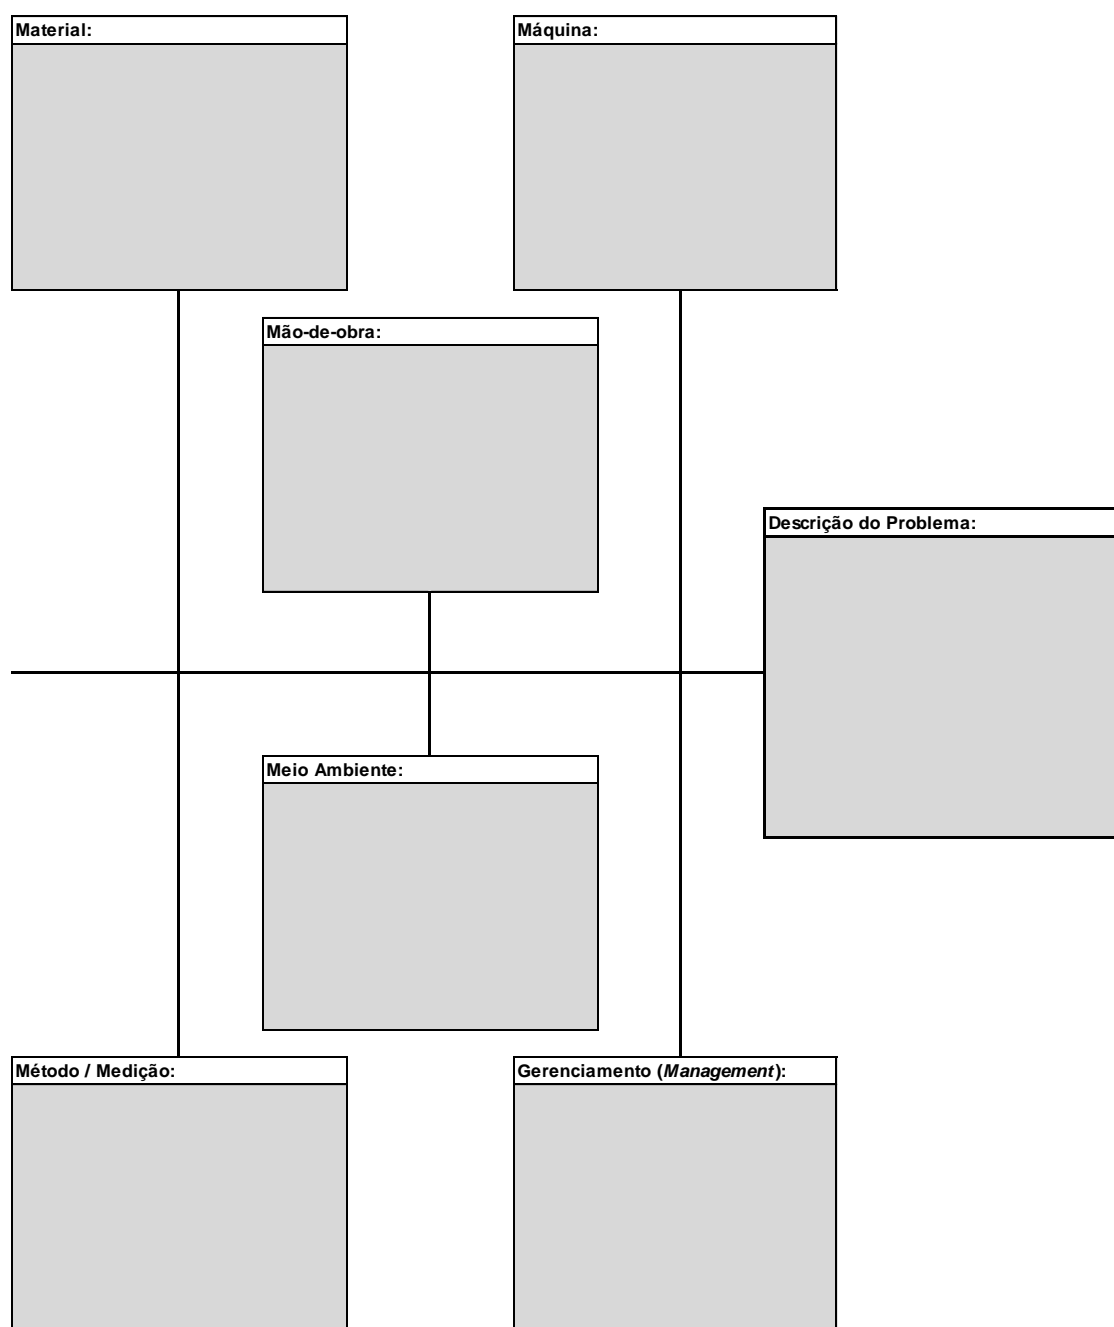 Material:
Máquina:
Mão-de-obra:
Descrição do Problema:
Meio Ambiente:
Método / Medição:
Gerenciamento (Management):